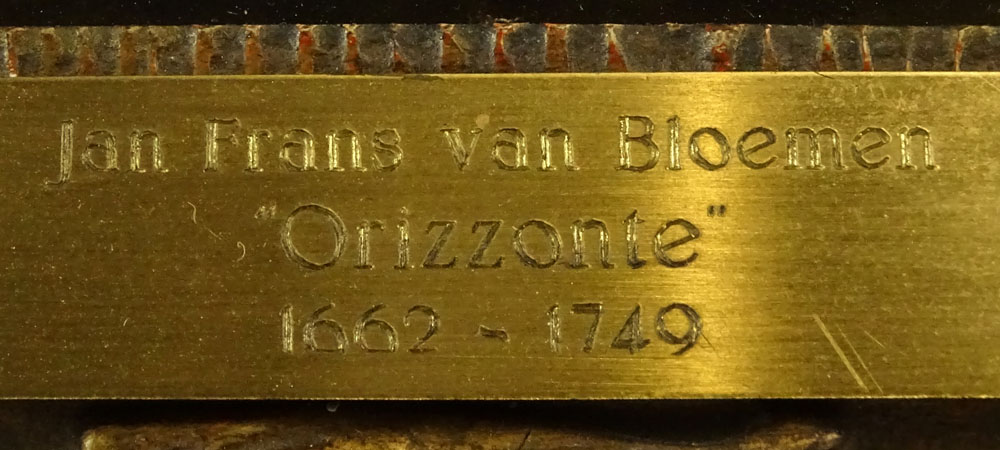 Jan Frans van Bloemen
"Orizzonte"
1662 - 1749